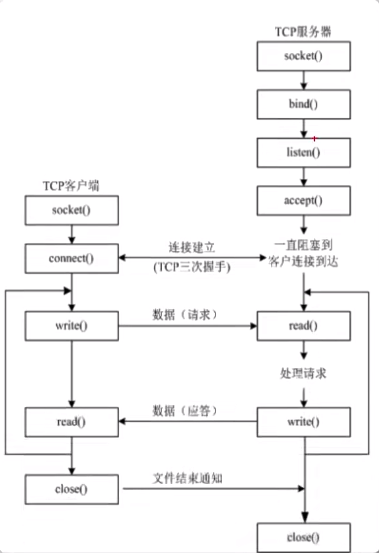 TCP服务器
socket()
bind()
listen()
accept()
TCP客户端
socket()
connect()
连接建立
(TCP三次握手)
一直阻塞到
客户连接到达
write()
数据（请求）
read()
处理请求
read()
数据（应答）
write()
close()
文件结束通知
close()